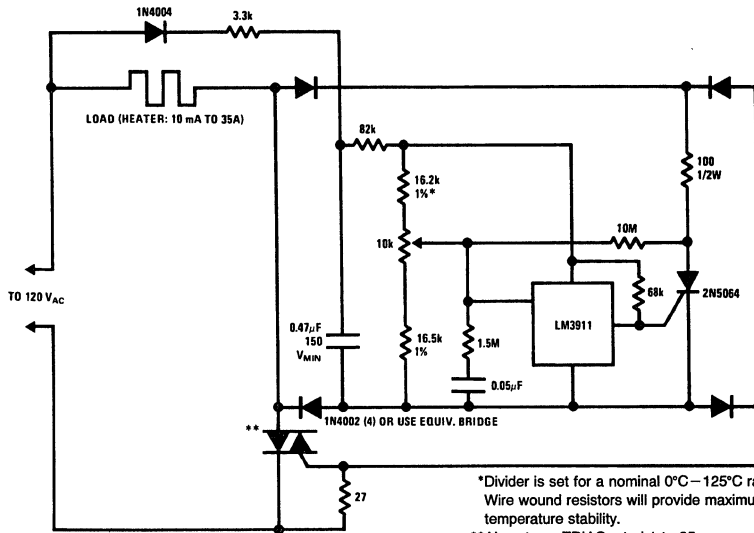 1N4004
3.3k
LOAD (HEATER: 10 mA TO 35A)
82k
16.2k
1%*
100
1/2W
10k
10M
TO 120 VAC
68k
2N5064
LM3911
0.47µF
150
VMIN
16.5k
1%
1.5M
0.05µF
1N4002 (4) OR USE EQUIV. BRIDGE
**
27
*Divider is set for a nominal 0°C–125°C
Wire wound resistors will provide
temperature stability.